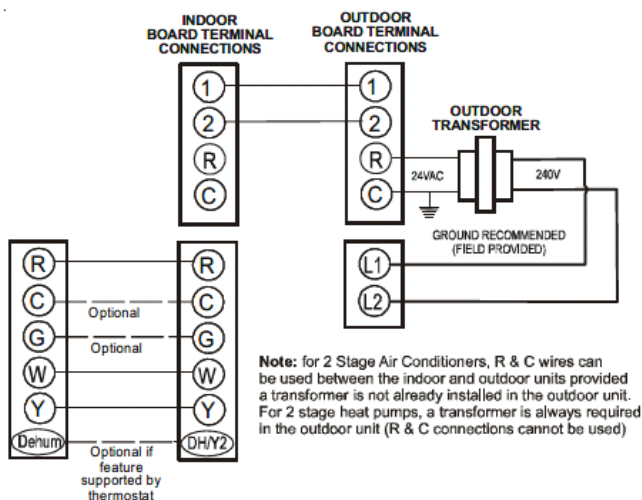 INDOOR
BOARD TERMINAL
CONNECTIONS
OUTDOOR
BOARD TERMINAL
CONNECTIONS
1
2
R
C
1
2
R
C
OUTDOOR
TRANSFORMER
24VAC
240V
GROUND RECOMMENDED
(FIELD PROVIDED)
L1
L2
R
C
G
W
Y
Dehum
Optional
Optional
Optional if
feature
supported by
thermostat
R
C
G
W
Y
DH/Y2
Note: for 2 Stage Air Conditioners, R & C wires can
be used between the indoor and outdoor units provided
a transformer is not already installed in the outdoor unit.
For 2 stage heat pumps, a transformer is always required
in the outdoor unit (R & C connections cannot be used)